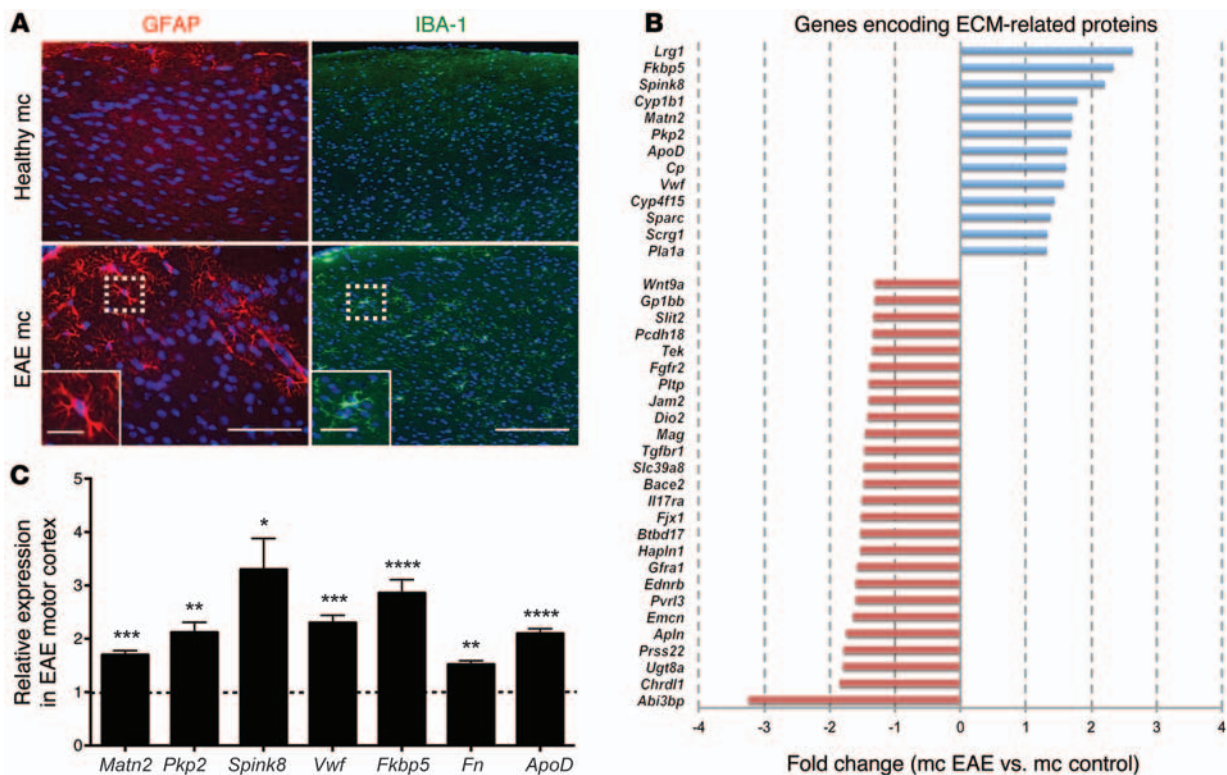 A
GFAP
IBA-1
Healthy mc
EAE mc
B
Genes encoding ECM-related proteins
Lrg1
Fkbp5
Spink8
Cyp1b1
Matn2
Pkp2
ApoD
Cp
Vwf
Cyp4f15
Sparc
Scrg1
Pla1a
Wnt9a
Gp1bb
Slit2
Pcdh18
Tek
Fgfr2
Pltp
Jam2
Dio2
Mag
Tgfbr1
Slc39a8
Bace2
Il17ra
Fjx1
Btbd17
Hapln1
Gfra1
Ednrb
Pvrl3
Emcn
Apln
Prss22
Ugt8a
Chrdl1
Abi3bp
-4 -3 -2 -1 0 1 2 3 4
Fold change (mc EAE vs. mc control)
C
Relative expression
in EAE motor cortex
5
4
3
2
1
0
*** ** * *** **** ** ****
Matn2 Pkp2 Spink8 Vwf Fkbp5 Fn ApoD